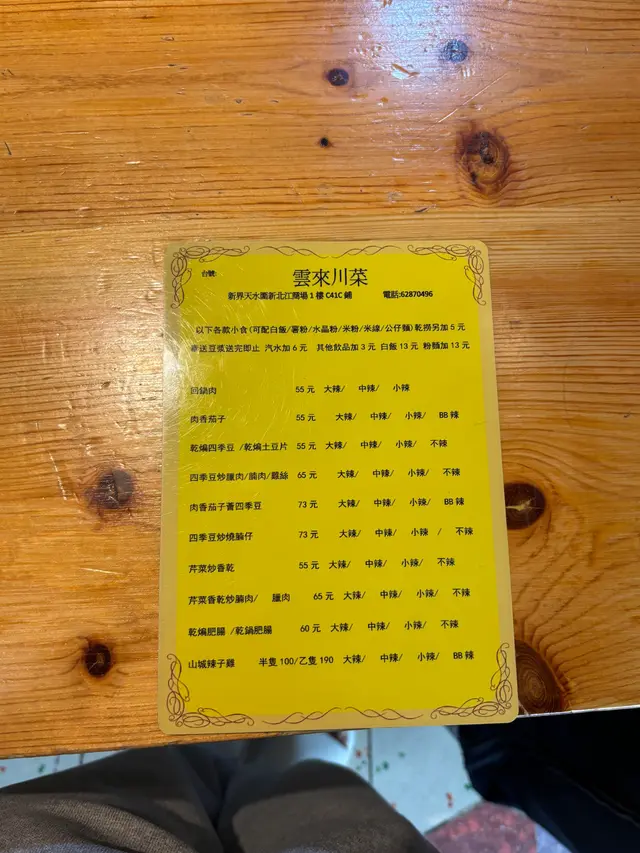 台號:
雲來川菜
新界天水圍新北江商場 1 樓 C41C 鋪 電話:62870496
以下各款小食(可配白飯/薯粉/水晶粉/米粉/米線/公仔麵)乾撈另加 5 元
送豆漿送完即止 汽水加 6 元 其他飲品加 3 元 白飯 13 元 粉麵加 13 元
回鍋肉 55 元 大辣/ 中辣/ 小辣
肉香茄子 55 元 大辣/ 中辣/ 小辣/ BB 辣
乾煸四季豆 /乾煸土豆片 55 元 大辣/ 中辣/ 小辣/ 不辣
四季豆炒臘肉/腩肉/雞絲 65 元 大辣/ 中辣/ 小辣/ 不辣
肉香茄子薈四季豆 73 元 大辣/ 中辣/ 小辣/ BB 辣
四季豆炒燒腩仔 73 元 大辣/ 中辣/ 小辣 / 不辣
芹菜炒香乾 55 元 大辣/ 中辣/ 小辣/ 不辣
芹菜香乾炒腩肉/ 臘肉 65 元 大辣/ 中辣/ 小辣/ 不辣
乾煸肥腸 /乾鍋肥腸 60 元 大辣/ 中辣/ 小辣/ 不辣
山城辣子雞 半隻 100/乙隻 190 大辣/ 中辣/ 小辣/ BB 辣